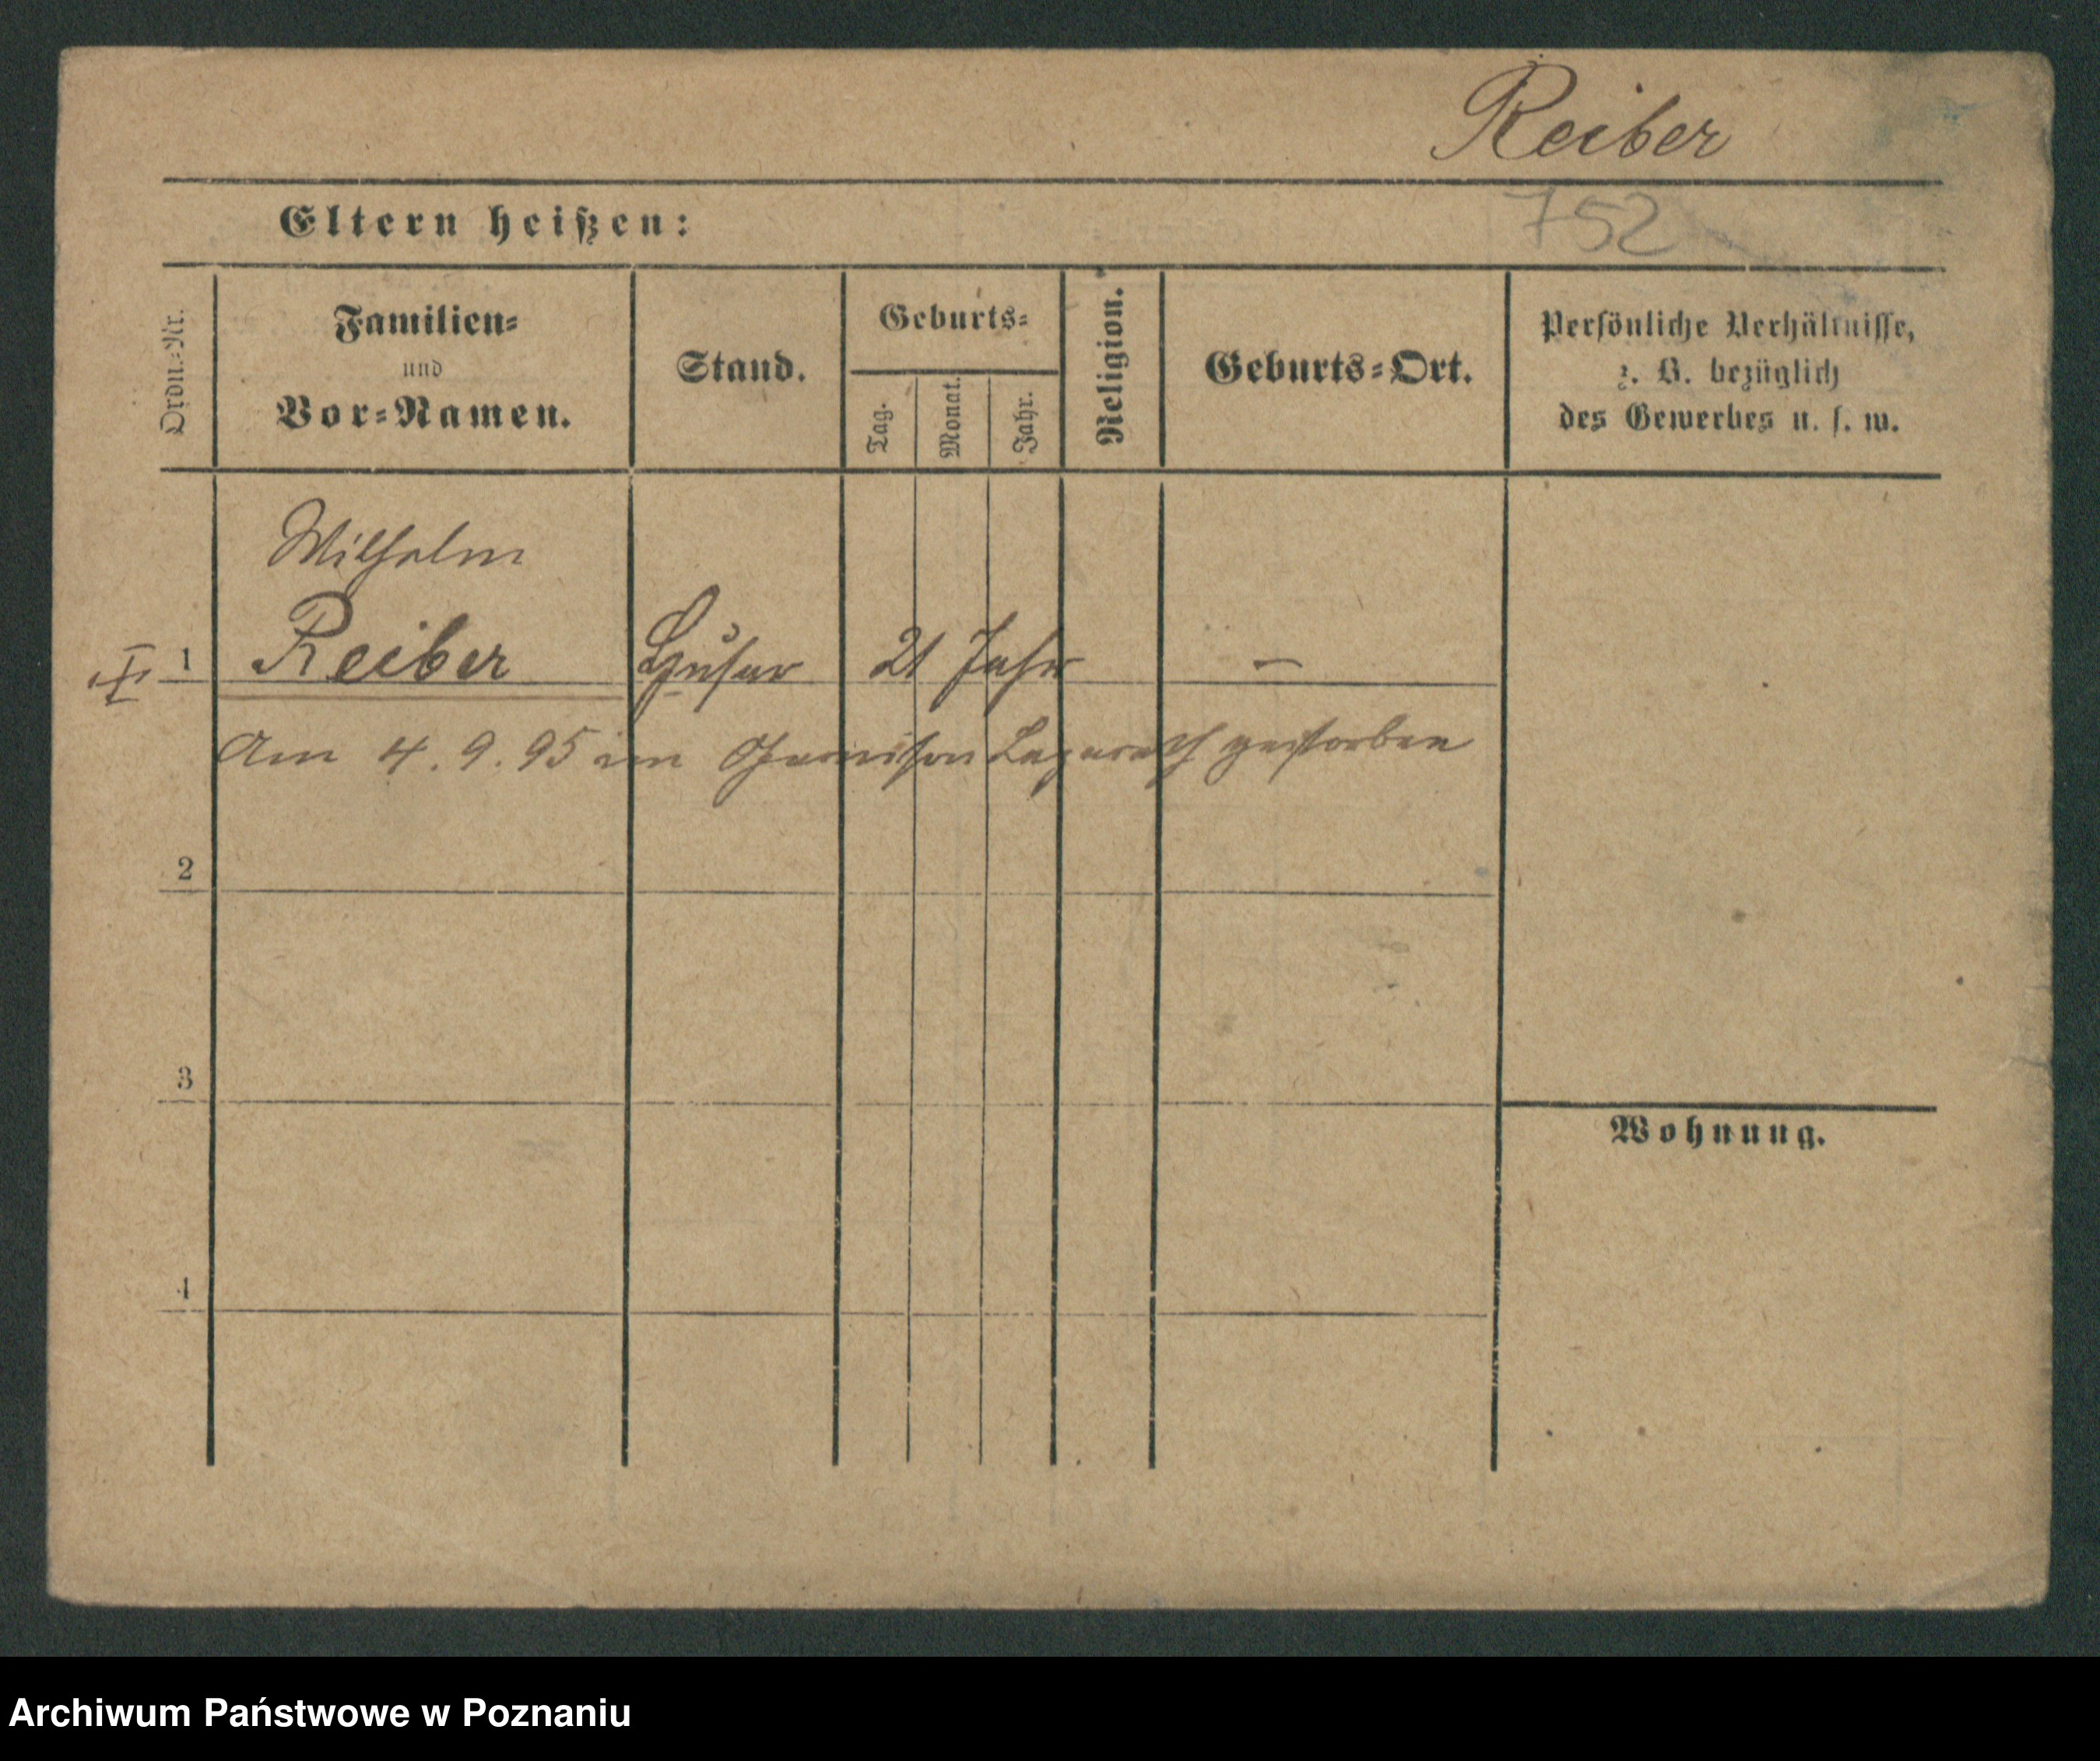 Reiber
752
Eltern heißen:
Ordn.=Nr.
Familien=
und
Vor=Namen.
Stand.
Geburts=
Tag.
Monat.
Jahr.
Religion.
Geburts=Ort.
Persönliche Verhältnisse,
z. B. bezüglich
des Gewerbes u. s. w.
Wilhelm
1 Reiber Husar 21 Jahr –
Am 4. 9. 95 im Garnison Lazareth gestorben
2
3
Wohnung.
4
Archiwum Państwowe w Poznaniu